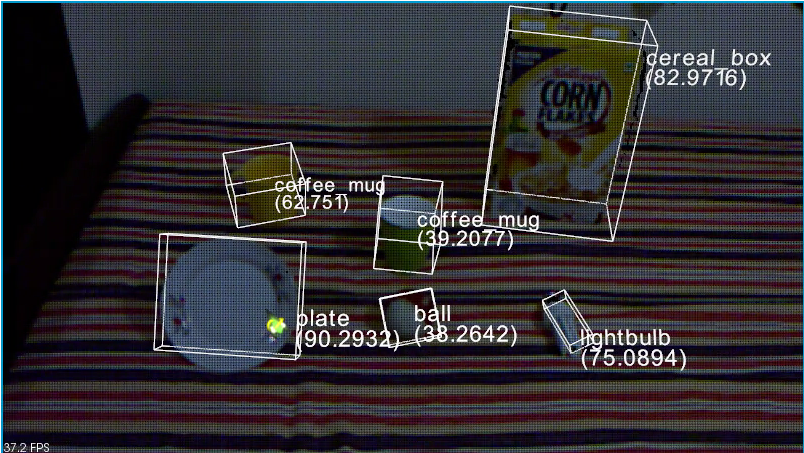 cereal_box
(82.9716)
CORN
FLAKES
coffee_mug
(62.751)
coffee_mug
(39.2077)
plate
(90.2932)
ball
(38.2642)
lightbulb
(75.0894)
37.2 FPS